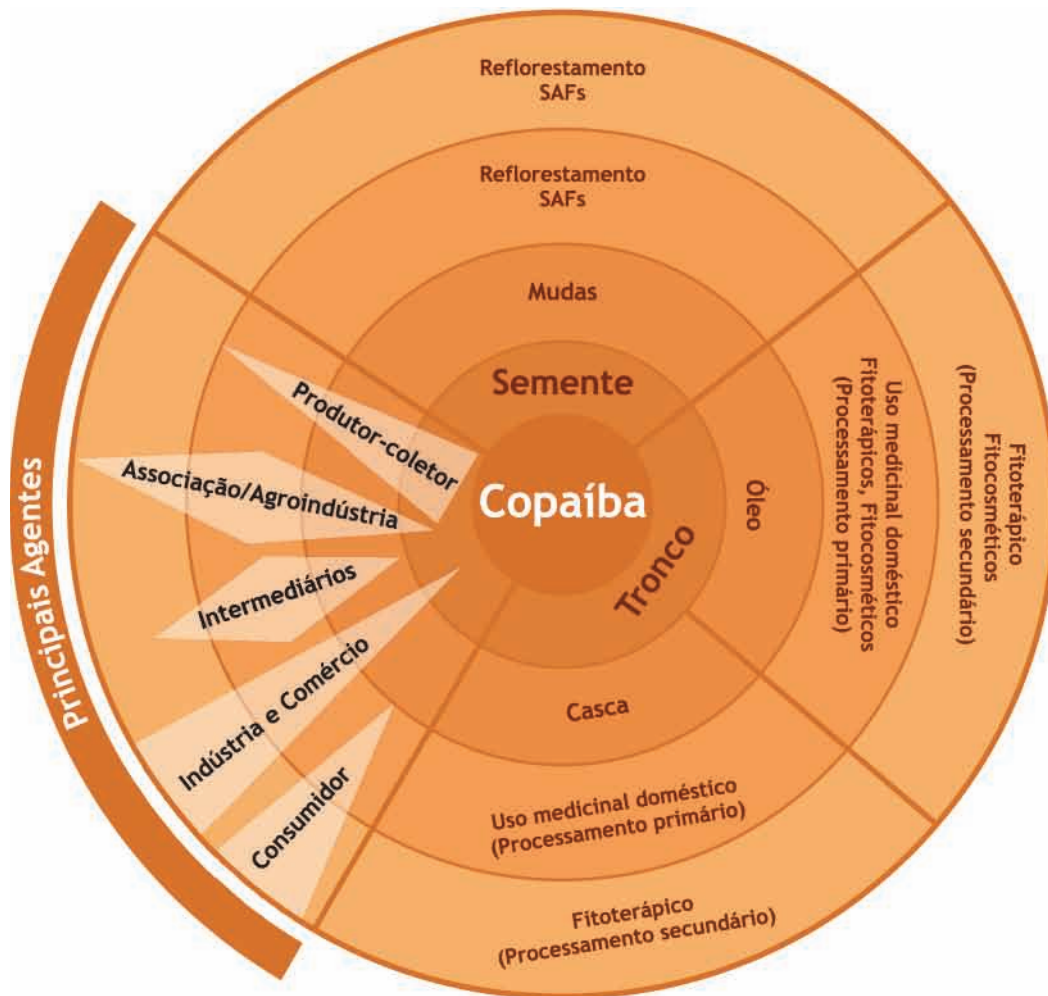 Reflorestamento
SAFs
Reflorestamento
SAFs
Mudas
Semente
Copaíba
Tronco
Óleo
Uso medicinal doméstico
Fitoterápicos, Fitocosméticos
(Processamento primário)
Fitoterápico
Fitocosméticos
(Processamento secundário)
Casca
Uso medicinal doméstico
(Processamento primário)
Fitoterápico
(Processamento secundário)
Principais Agentes
Produtor-coletor
Associação/Agroindústria
Intermediários
Indústria e Comércio
Consumidor